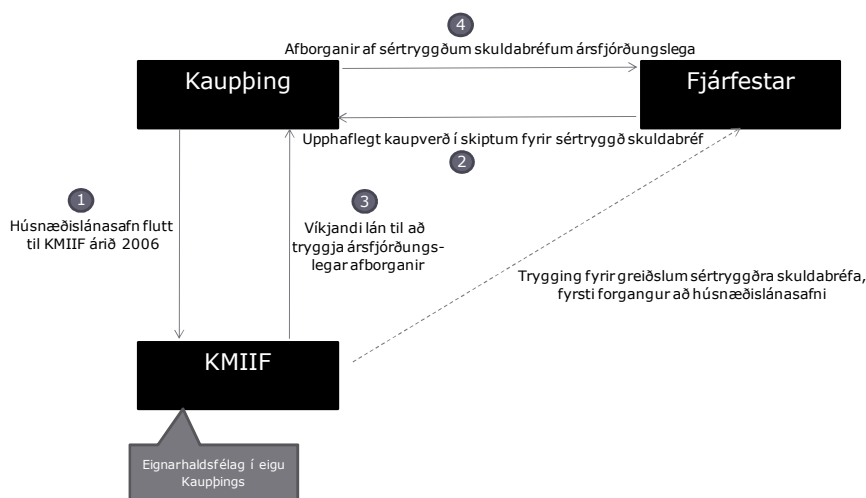 4
Afborganir af sértryggðum skuldabréfum ársfjórðungslega
Kaupþing
Fjárfestar
Upphaflegt kaupverð í skiptum fyrir sértryggð skuldabréf
2
1
Húsnæðislánasafn flutt
til KMIIF árið 2006
3
Víkjandi lán til að
tryggja ársfjórðungs-
legar afborganir
Trygging fyrir greiðslum sértryggðra skuldabréfa,
fyrsti forgangur að húsnæðislánasafni
KMIIF
Eignarhaldsfélag í eigu
Kaupþings